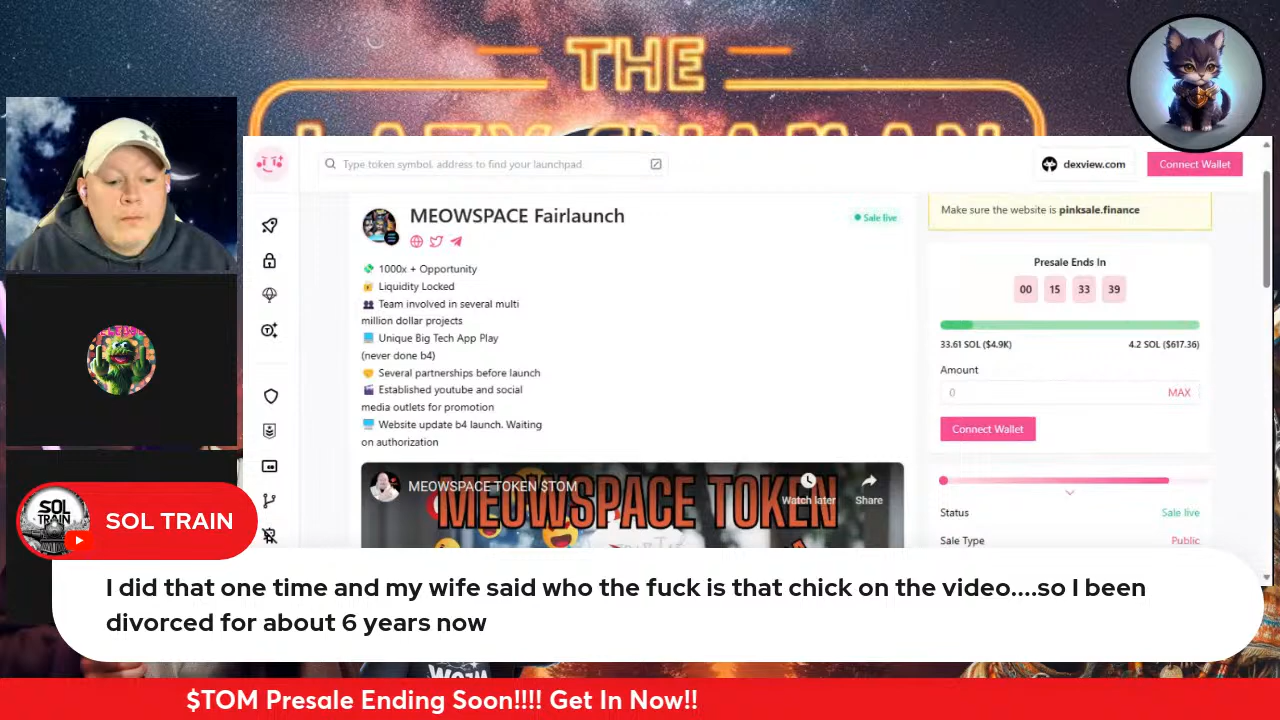 THE
LAZY SHAMAN
Type token symbol, address to find your launchpad
dexview.com
Connect Wallet
MEOWSPACE Fairlaunch
Sale live
1000x + Opportunity
Liquidity Locked
Team involved in several multi
million dollar projects
Unique Big Tech App Play
(never done b4)
Several partnerships before launch
Established youtube and social
media outlets for promotion
Website update b4 launch. Waiting
on authorization
MEOWSPACE TOKEN $TOM
MEOWSPACE TOKEN
Watch later
Share
Make sure the website is pinksale.finance
Presale Ends In
00 15 33 39
33.61 SOL ($4.9K) 4.2 SOL ($617.36)
Amount
0 MAX
Connect Wallet
Status Sale live
Sale Type Public
SOL TRAIN
SOL
TRAIN
I did that one time and my wife said who the fuck is that chick on the video....so I been
divorced for about 6 years now
$TOM Presale Ending Soon!!!! Get In Now!!